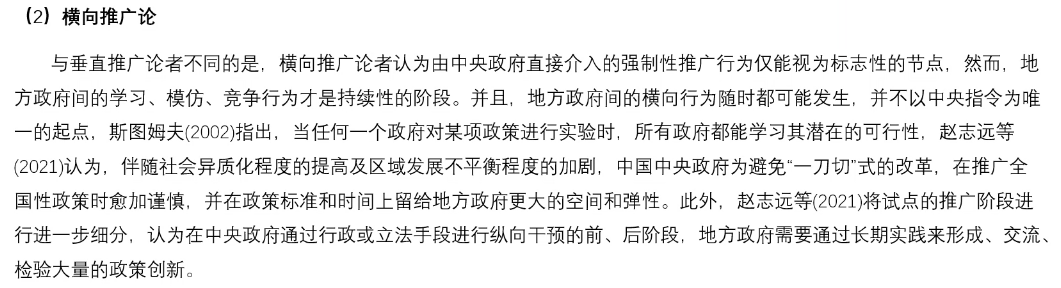 （2）横向推广论
与垂直推广论者不同的是，横向推广论者认为由中央政府直接介入的强制性推广行为仅能视为标志性的节点，然而，地
方政府间的学习、模仿、竞争行为才是持续性的阶段。并且，地方政府间的横向行为随时都可能发生，并不以中央指令为唯
一的起点，斯图姆夫(2002)指出，当任何一个政府对某项政策进行实验时，所有政府都能学习其潜在的可行性，赵志远等
(2021)认为，伴随社会异质化程度的提高及区域发展不平衡程度的加剧，中国中央政府为避免“一刀切”式的改革，在推广全
国性政策时愈加谨慎，并在政策标准和时间上留给地方政府更大的空间和弹性。此外，赵志远等(2021)将试点的推广阶段进
行进一步细分，认为在中央政府通过行政或立法手段进行纵向干预的前、后阶段，地方政府需要通过长期实践来形成、交流、
检验大量的政策创新。